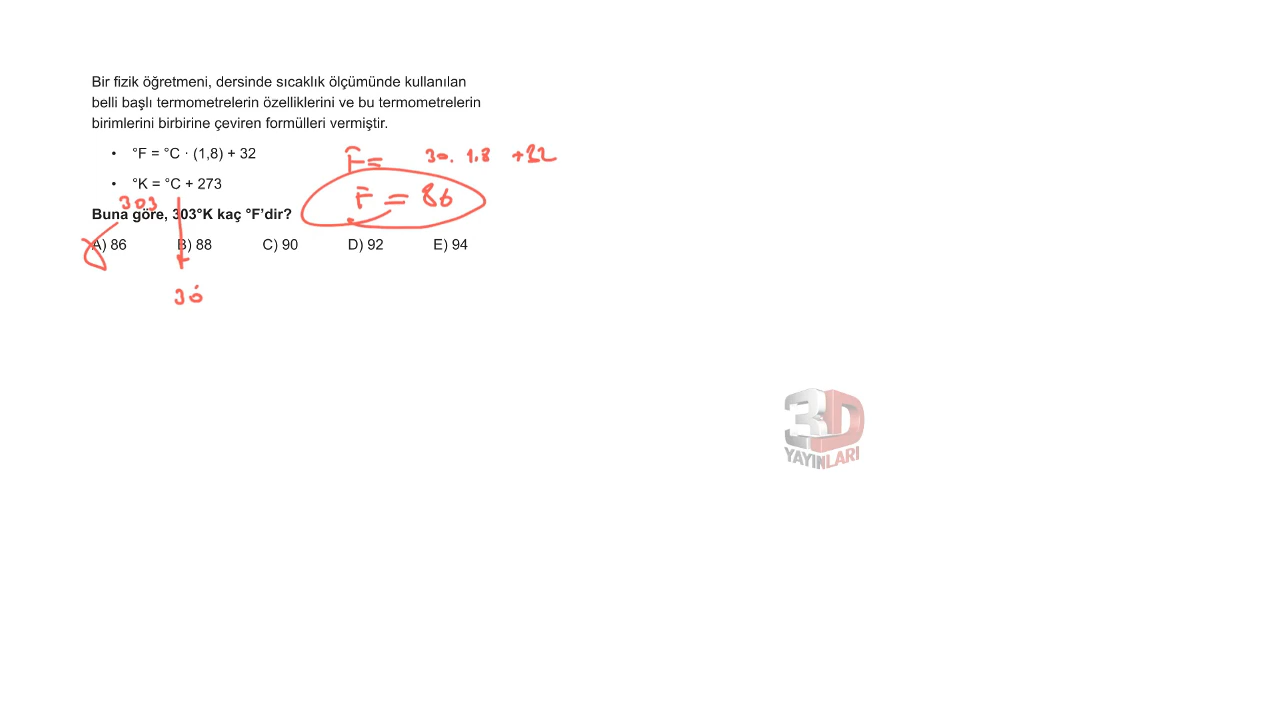 Bir fizik öğretmeni, dersinde sıcaklık ölçümünde kullanılan
belli başlı termometrelerin özelliklerini ve bu termometrelerin
birimlerini birbirine çeviren formülleri vermiştir.
• °F = °C · (1,8) + 32
F = 30. 1,8 + 32
• °K = °C + 273
F = 86
303
Buna göre, 303°K kaç °F'dir?
A) 86 B) 88 C) 90 D) 92 E) 94
30
3D
YAYINLARI